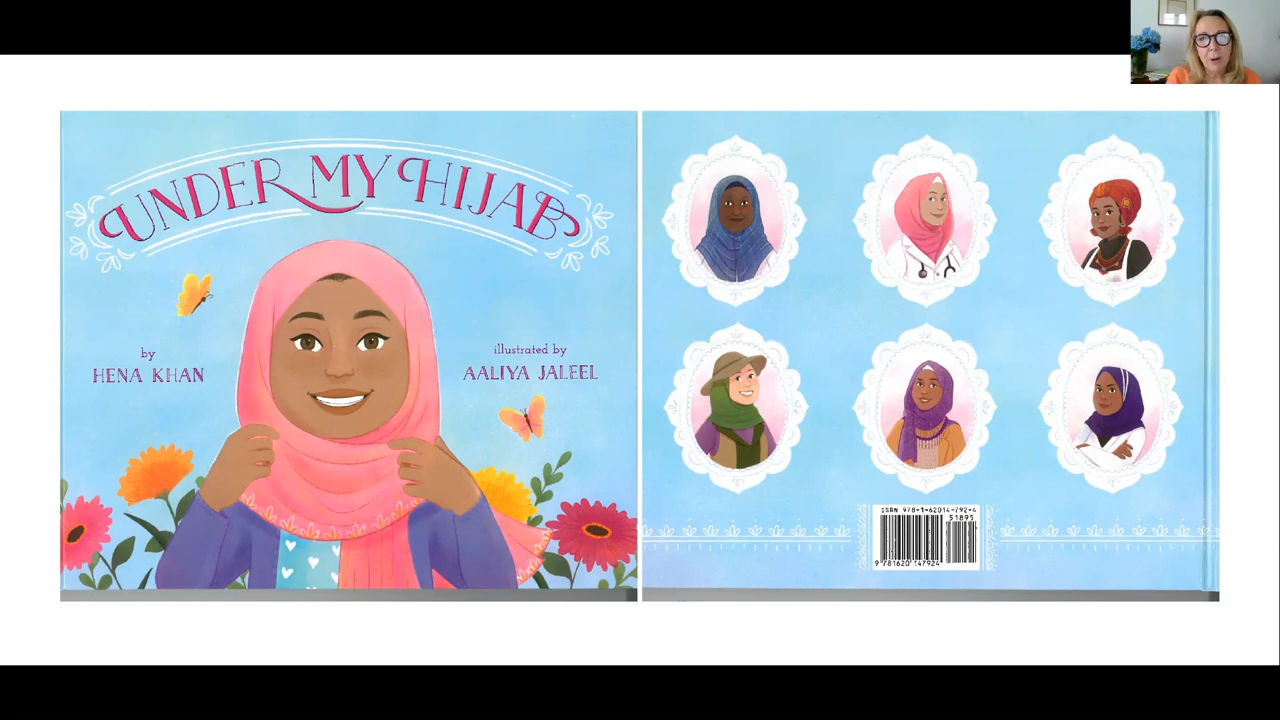 UNDER MY HIJAB
by
HENA KHAN
illustrated by
AALIYA JALEEL
ISBN 978-1-62014-792-4
51895
9 781620 147924